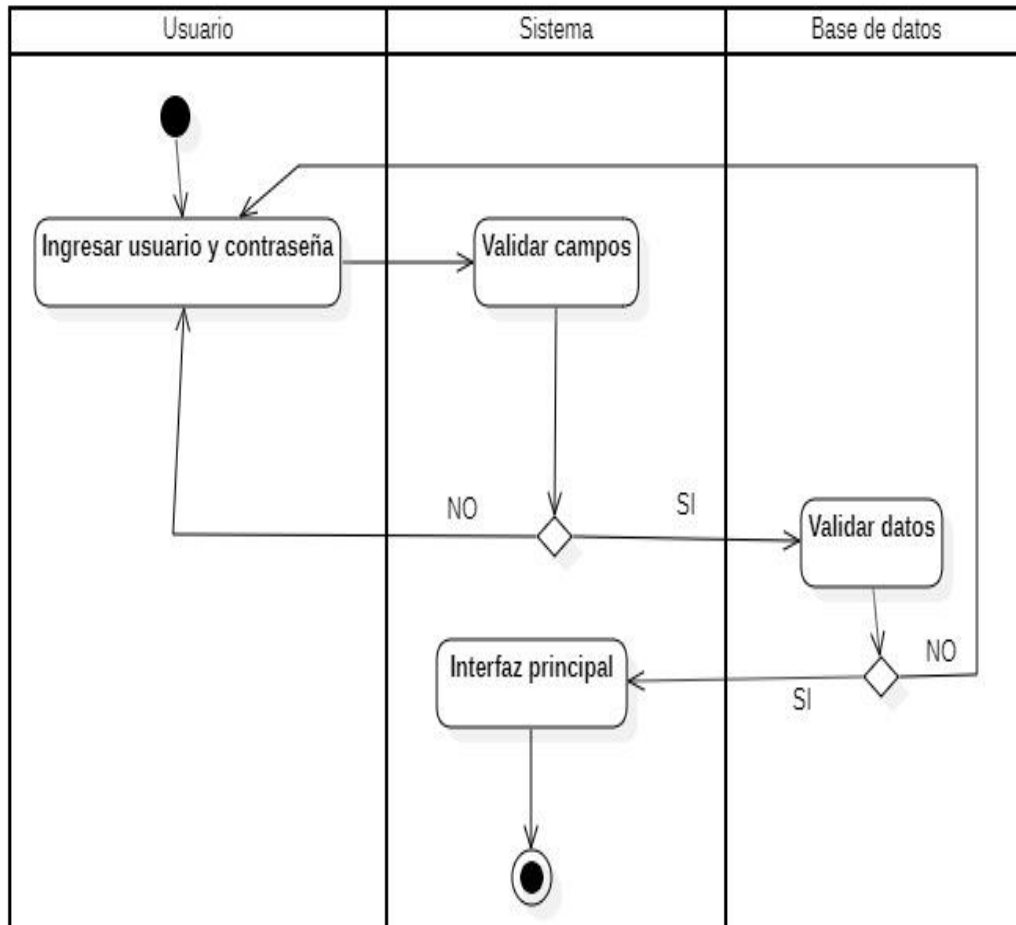 Usuario
Sistema
Base de datos
Ingresar usuario y contraseña
Validar campos
NO
SI
Validar datos
Interfaz principal
SI
NO